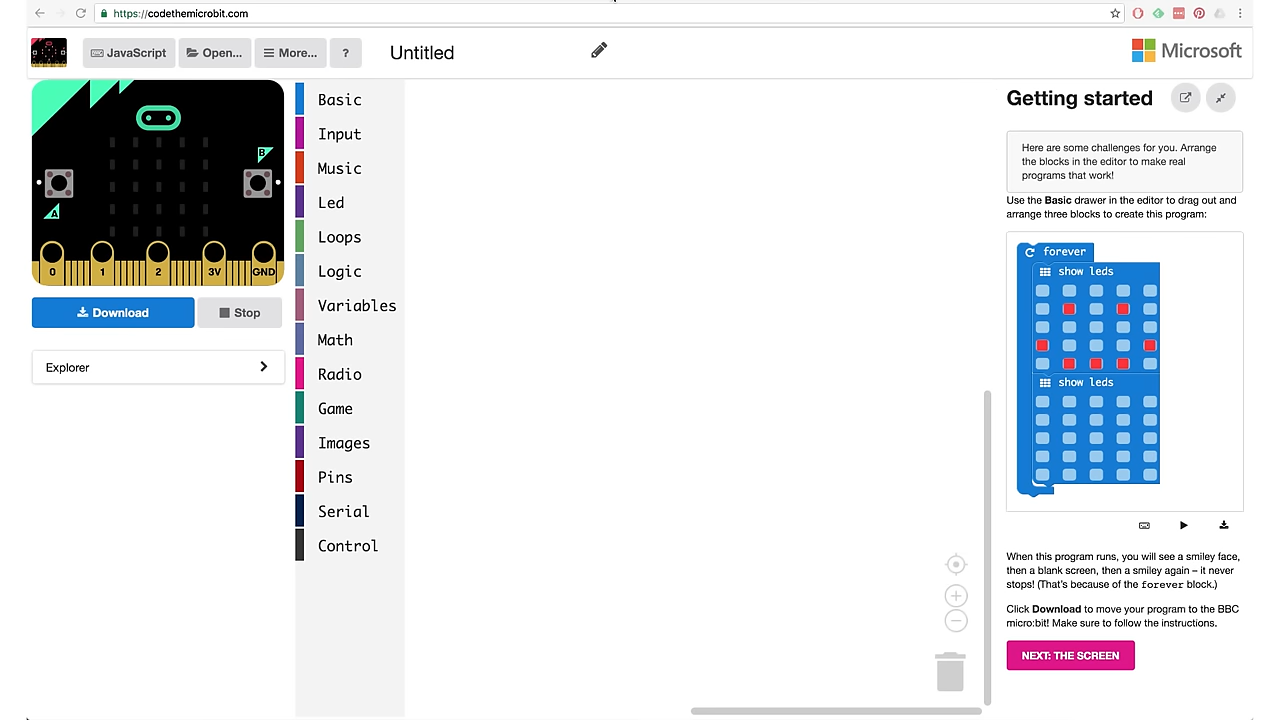 https://codethemicrobit.com
JavaScript
Open...
More...
?
Untitled
Microsoft
B
A
0
1
2
3V
GND
Download
Stop
Explorer
Basic
Input
Music
Led
Loops
Logic
Variables
Math
Radio
Game
Images
Pins
Serial
Control
Getting started
Here are some challenges for you. Arrange
the blocks in the editor to make real
programs that work!
Use the Basic drawer in the editor to drag out and
arrange three blocks to create this program:
forever
show leds
show leds
When this program runs, you will see a smiley face,
then a blank screen, then a smiley again – it never
stops! (That's because of the forever block.)
Click Download to move your program to the BBC
micro:bit! Make sure to follow the instructions.
NEXT: THE SCREEN